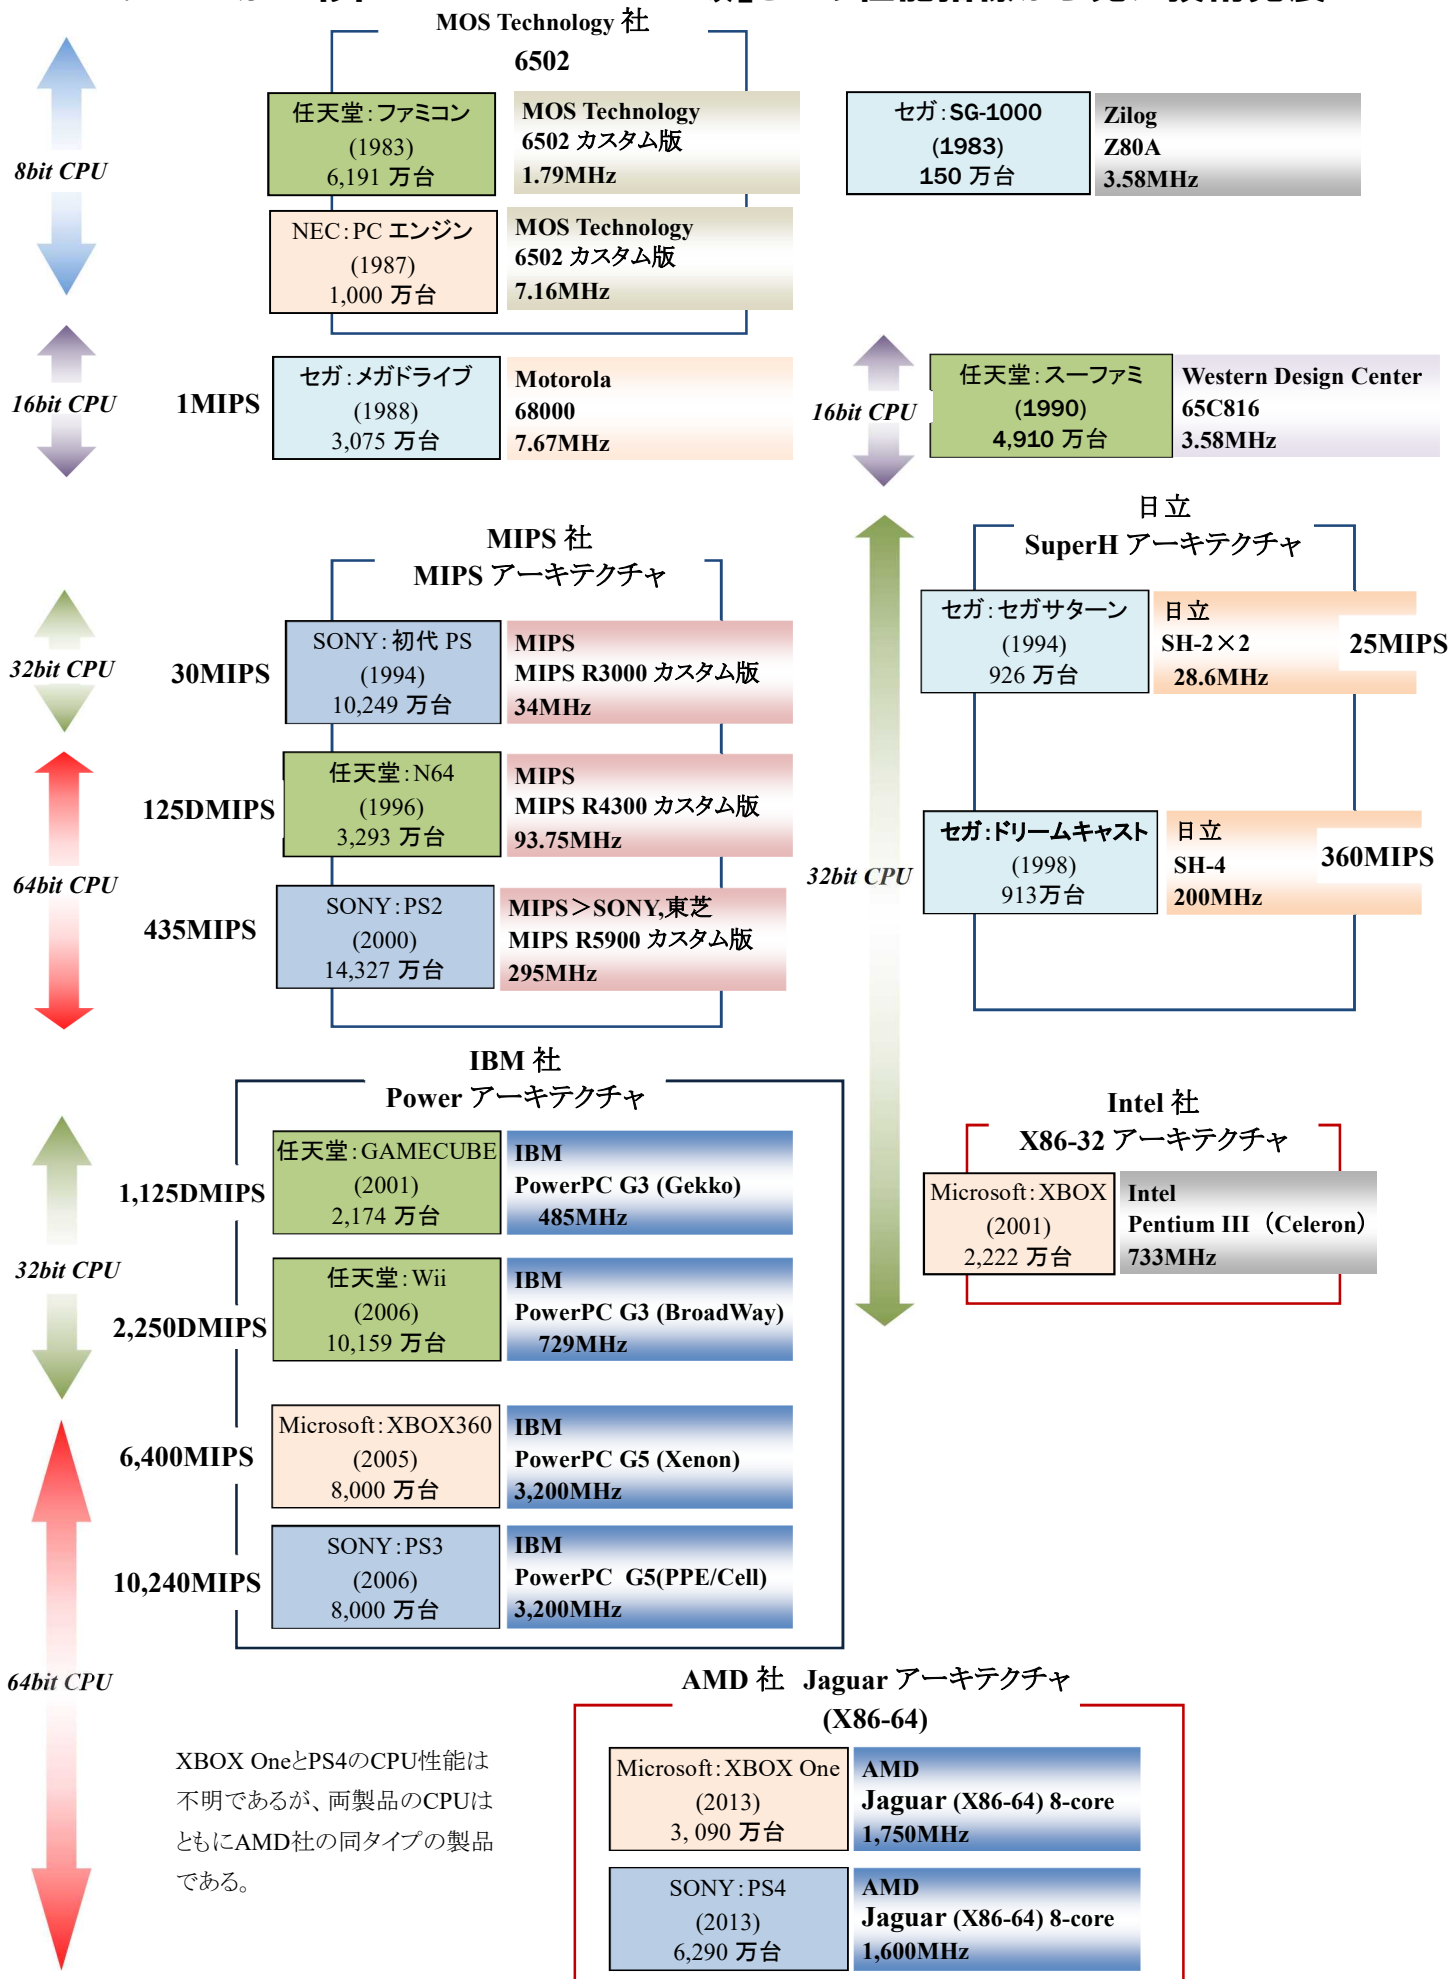 MOS Technology 社
6502
8bit CPU
任天堂：ファミコン
(1983)
6,191 万台
MOS Technology
6502 カスタム版
1.79MHz
セガ：SG-1000
(1983)
150 万台
Zilog
Z80A
3.58MHz
NEC：PC エンジン
(1987)
1,000 万台
MOS Technology
6502 カスタム版
7.16MHz
16bit CPU
1MIPS
セガ：メガドライブ
(1988)
3,075 万台
Motorola
68000
7.67MHz
16bit CPU
任天堂：スーファミ
(1990)
4,910 万台
Western Design Center
65C816
3.58MHz
MIPS 社
MIPS アーキテクチャ
日立
SuperH アーキテクチャ
32bit CPU
30MIPS
SONY：初代 PS
(1994)
10,249 万台
MIPS
MIPS R3000 カスタム版
34MHz
セガ：セガサターン
(1994)
926 万台
日立
SH-2×2
28.6MHz
25MIPS
125DMIPS
任天堂：N64
(1996)
3,293 万台
MIPS
MIPS R4300 カスタム版
93.75MHz
32bit CPU
セガ：ドリームキャスト
(1998)
913万台
日立
SH-4
200MHz
360MIPS
64bit CPU
435MIPS
SONY：PS2
(2000)
14,327 万台
MIPS＞SONY,東芝
MIPS R5900 カスタム版
295MHz
IBM 社
Power アーキテクチャ
Intel 社
X86-32 アーキテクチャ
32bit CPU
1,125DMIPS
任天堂：GAMECUBE
(2001)
2,174 万台
IBM
PowerPC G3 (Gekko)
485MHz
Microsoft：XBOX
(2001)
2,222 万台
Intel
Pentium III（Celeron）
733MHz
2,250DMIPS
任天堂：Wii
(2006)
10,159 万台
IBM
PowerPC G3 (BroadWay)
729MHz
6,400MIPS
Microsoft：XBOX360
(2005)
8,000 万台
IBM
PowerPC G5 (Xenon)
3,200MHz
10,240MIPS
SONY：PS3
(2006)
8,000 万台
IBM
PowerPC G5(PPE/Cell)
3,200MHz
64bit CPU
AMD 社 Jaguar アーキテクチャ
(X86-64)
XBOX OneとPS4のCPU性能は
不明であるが、両製品のCPUは
ともにAMD社の同タイプの製品
である。
Microsoft：XBOX One
(2013)
3, 090 万台
AMD
Jaguar (X86-64) 8-core
1,750MHz
SONY：PS4
(2013)
6,290 万台
AMD
Jaguar (X86-64) 8-core
1,600MHz